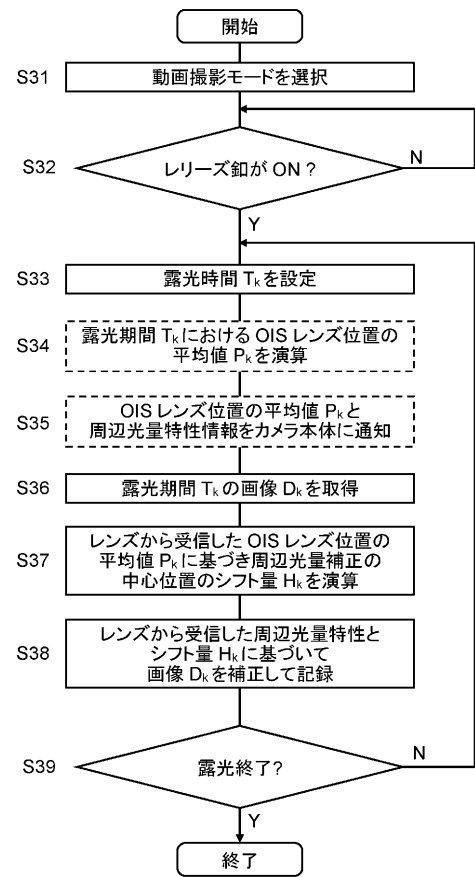 開始
S31
動画撮影モードを選択
S32
レリーズ釦が ON ?
N
Y
S33
露光時間 Tkを設定
S34
露光期間 Tkにおける OIS レンズ位置の
平均値 Pkを演算
S35
OIS レンズ位置の平均値 Pkと
周辺光量特性情報をカメラ本体に通知
S36
露光期間 Tkの画像 Dkを取得
S37
レンズから受信した OIS レンズ位置の
平均値 Pkに基づき周辺光量補正の
中心位置のシフト量 Hkを演算
S38
レンズから受信した周辺光量特性と
シフト量 Hkに基づいて
画像 Dkを補正して記録
S39
露光終了?
N
Y
終了